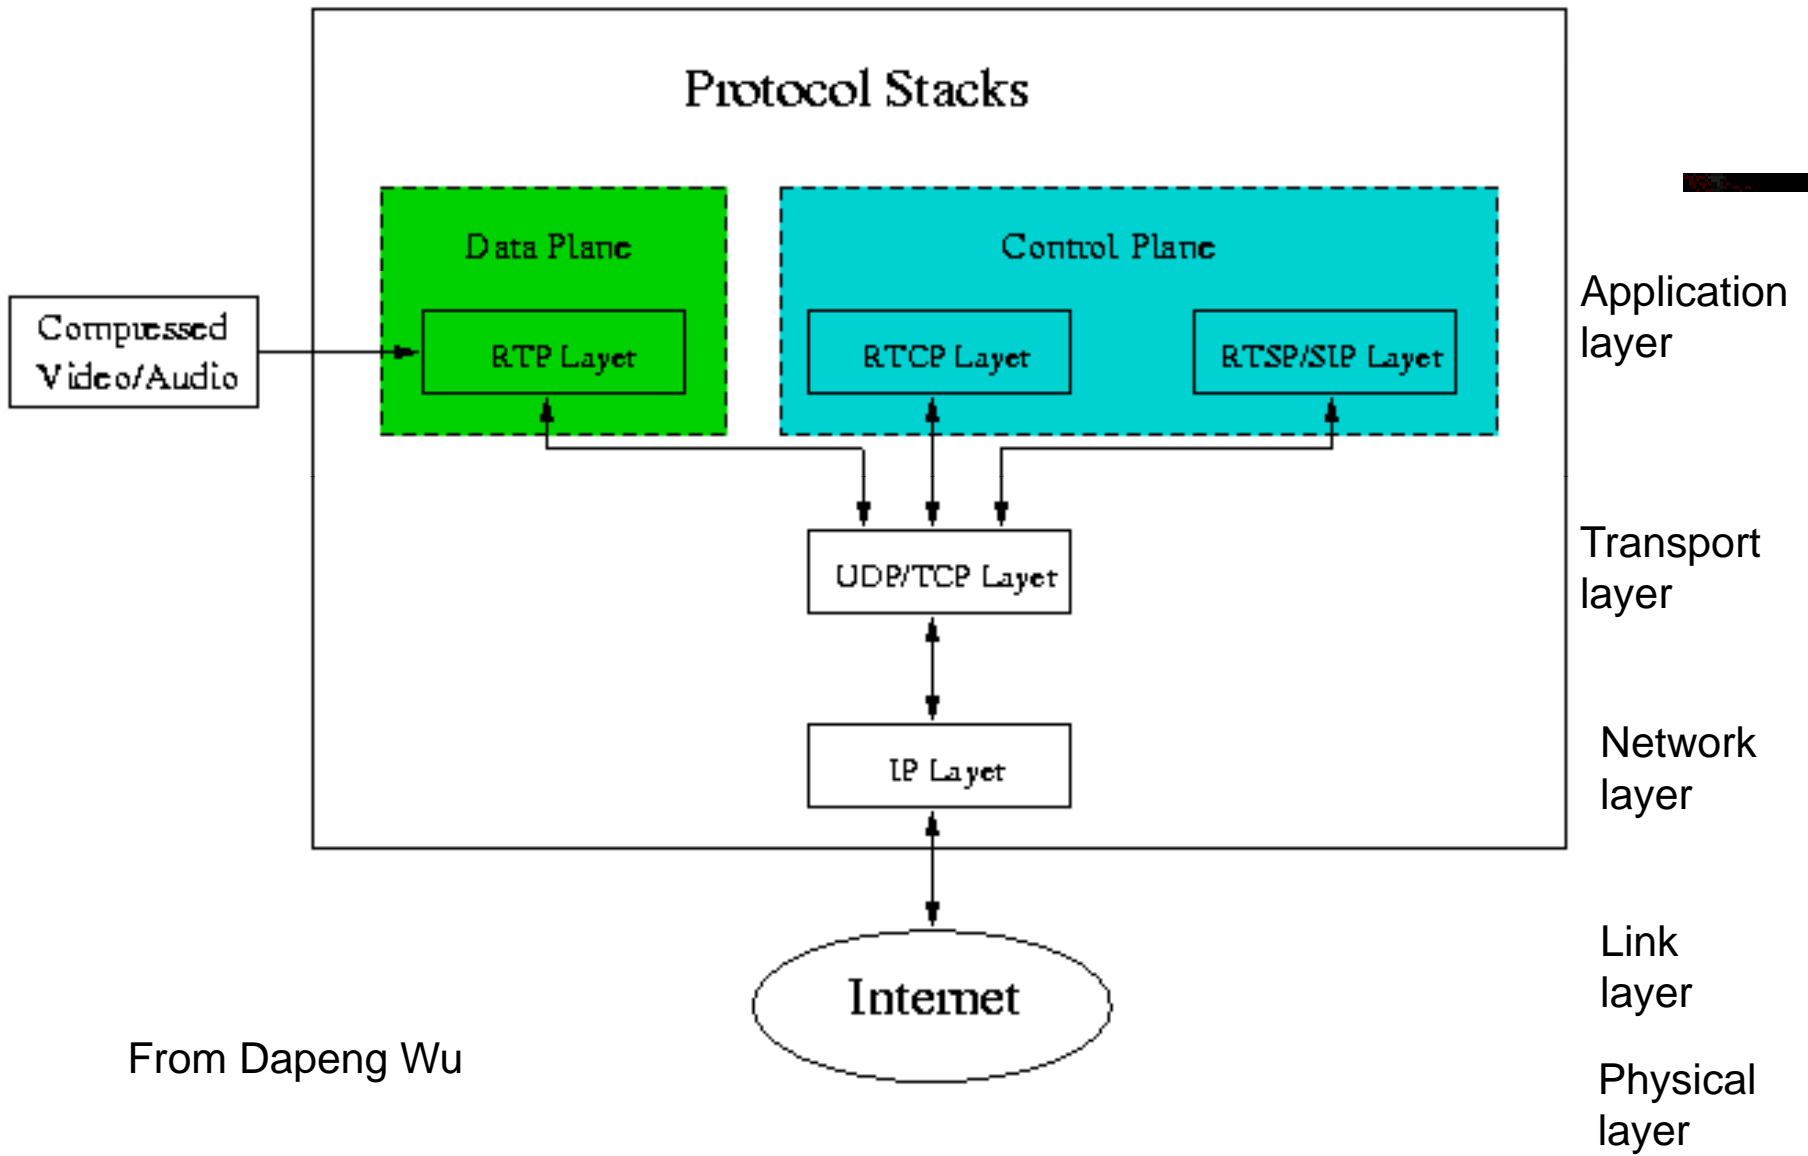 Protocol Stacks
Data Plane
Control Plane
Application
layer
Compressed
Video/Audio
RTP Layer
RTCP Layer
RTSP/SIP Layer
Transport
layer
UDP/TCP Layer
Network
layer
IP Layer
Link
layer
Internet
From Dapeng Wu
Physical
layer